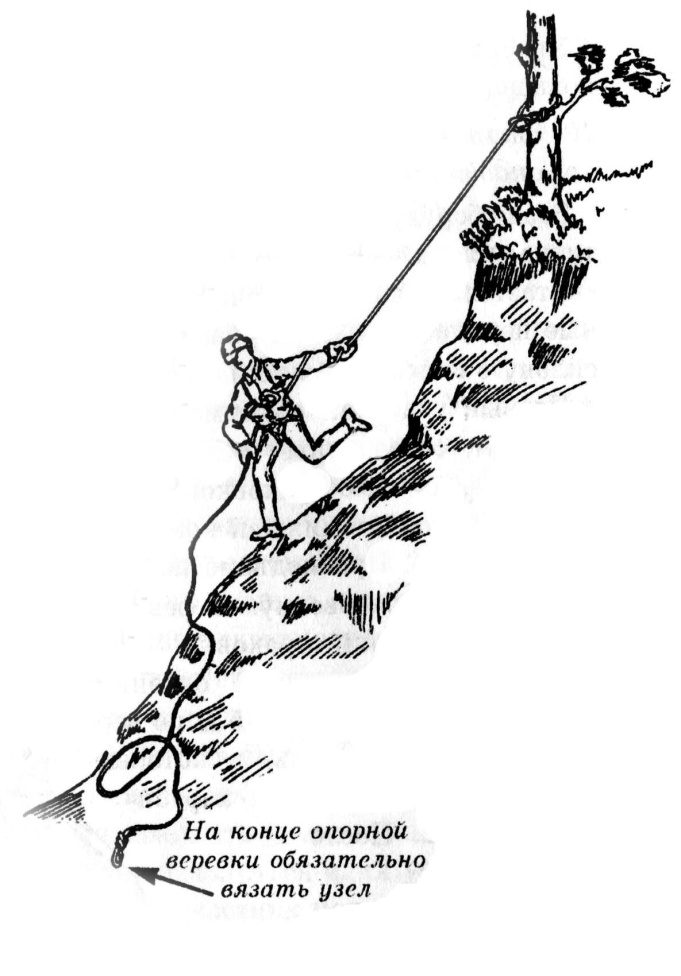 На конце опорной
веревки обязательно
вязать узел